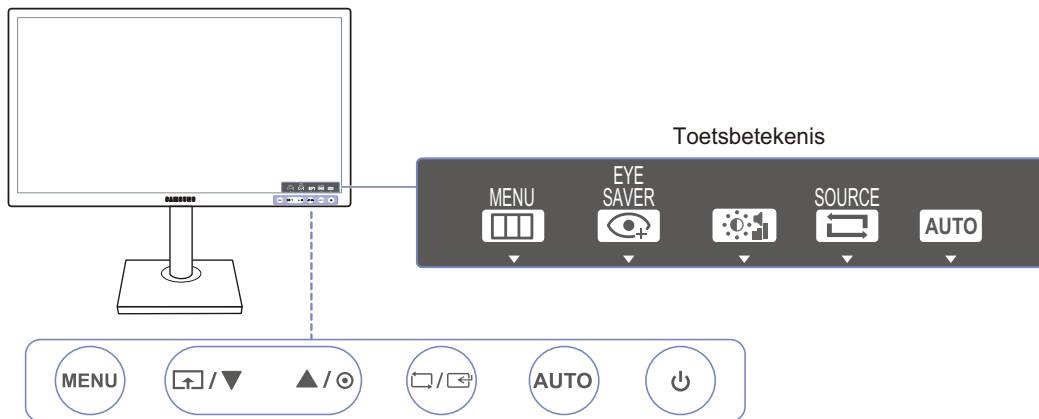 Toetsbetekenis
MENU
EYE
SAVER
SOURCE
AUTO
SAMSUNG
MENU
/
/
/
AUTO